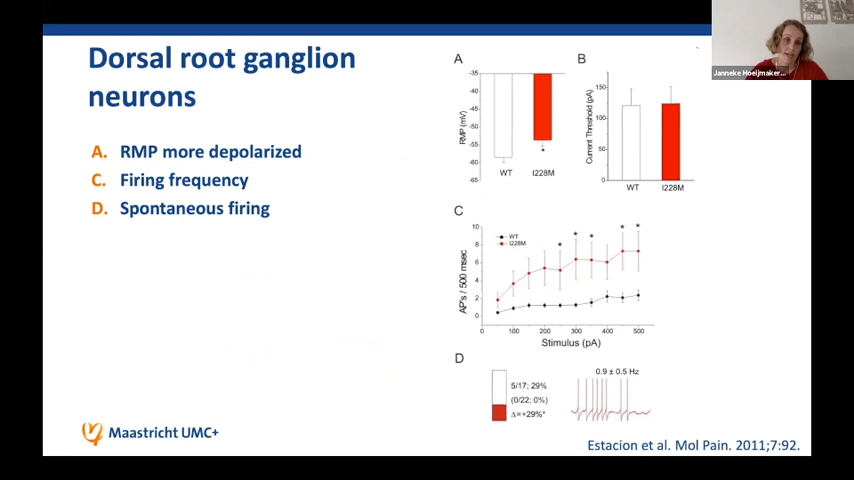 Dorsal root ganglion
neurons
A. RMP more depolarized
C. Firing frequency
D. Spontaneous firing
A
-35
-40
-45
-50
-55
-60
-65
RMP (mV)
*
WT I228M
B
150
100
50
0
Current Threshold (pA)
WT I228M
C
10
8
6
4
2
0
AP's / 500 msec
WT
I228M
* * * * *
0 100 200 300 400 500
Stimulus (pA)
D
5/17; 29%
(0/22; 0%)
Δ=+29%*
0.9 ± 0.5 Hz
Maastricht UMC+
Estacion et al. Mol Pain. 2011;7:92.
Janneke Hoeijmaker...